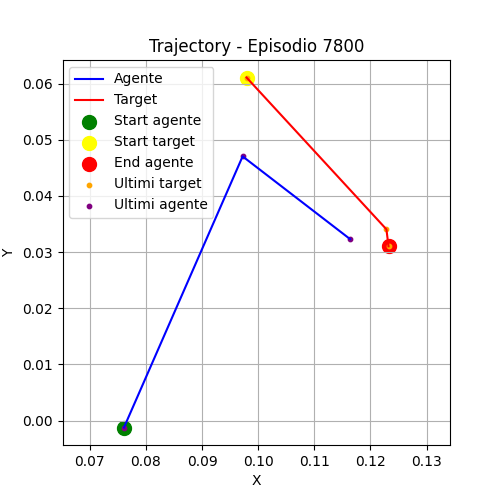 Trajectory - Episodio 7800
Agente
Target
Start agente
Start target
End agente
Ultimi target
Ultimi agente
0.06
0.05
0.04
0.03
0.02
0.01
0.00
Y
0.07 0.08 0.09 0.10 0.11 0.12 0.13
X